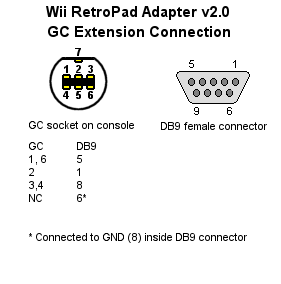 Wii RetroPad Adapter v2.0
GC Extension Connection
7
1 2 3
4 5 6
5 1
9 6
GC socket on console
DB9 female connector
GC DB9
1, 6 5
2 1
3,4 8
NC 6*
* Connected to GND (8) inside DB9 connector